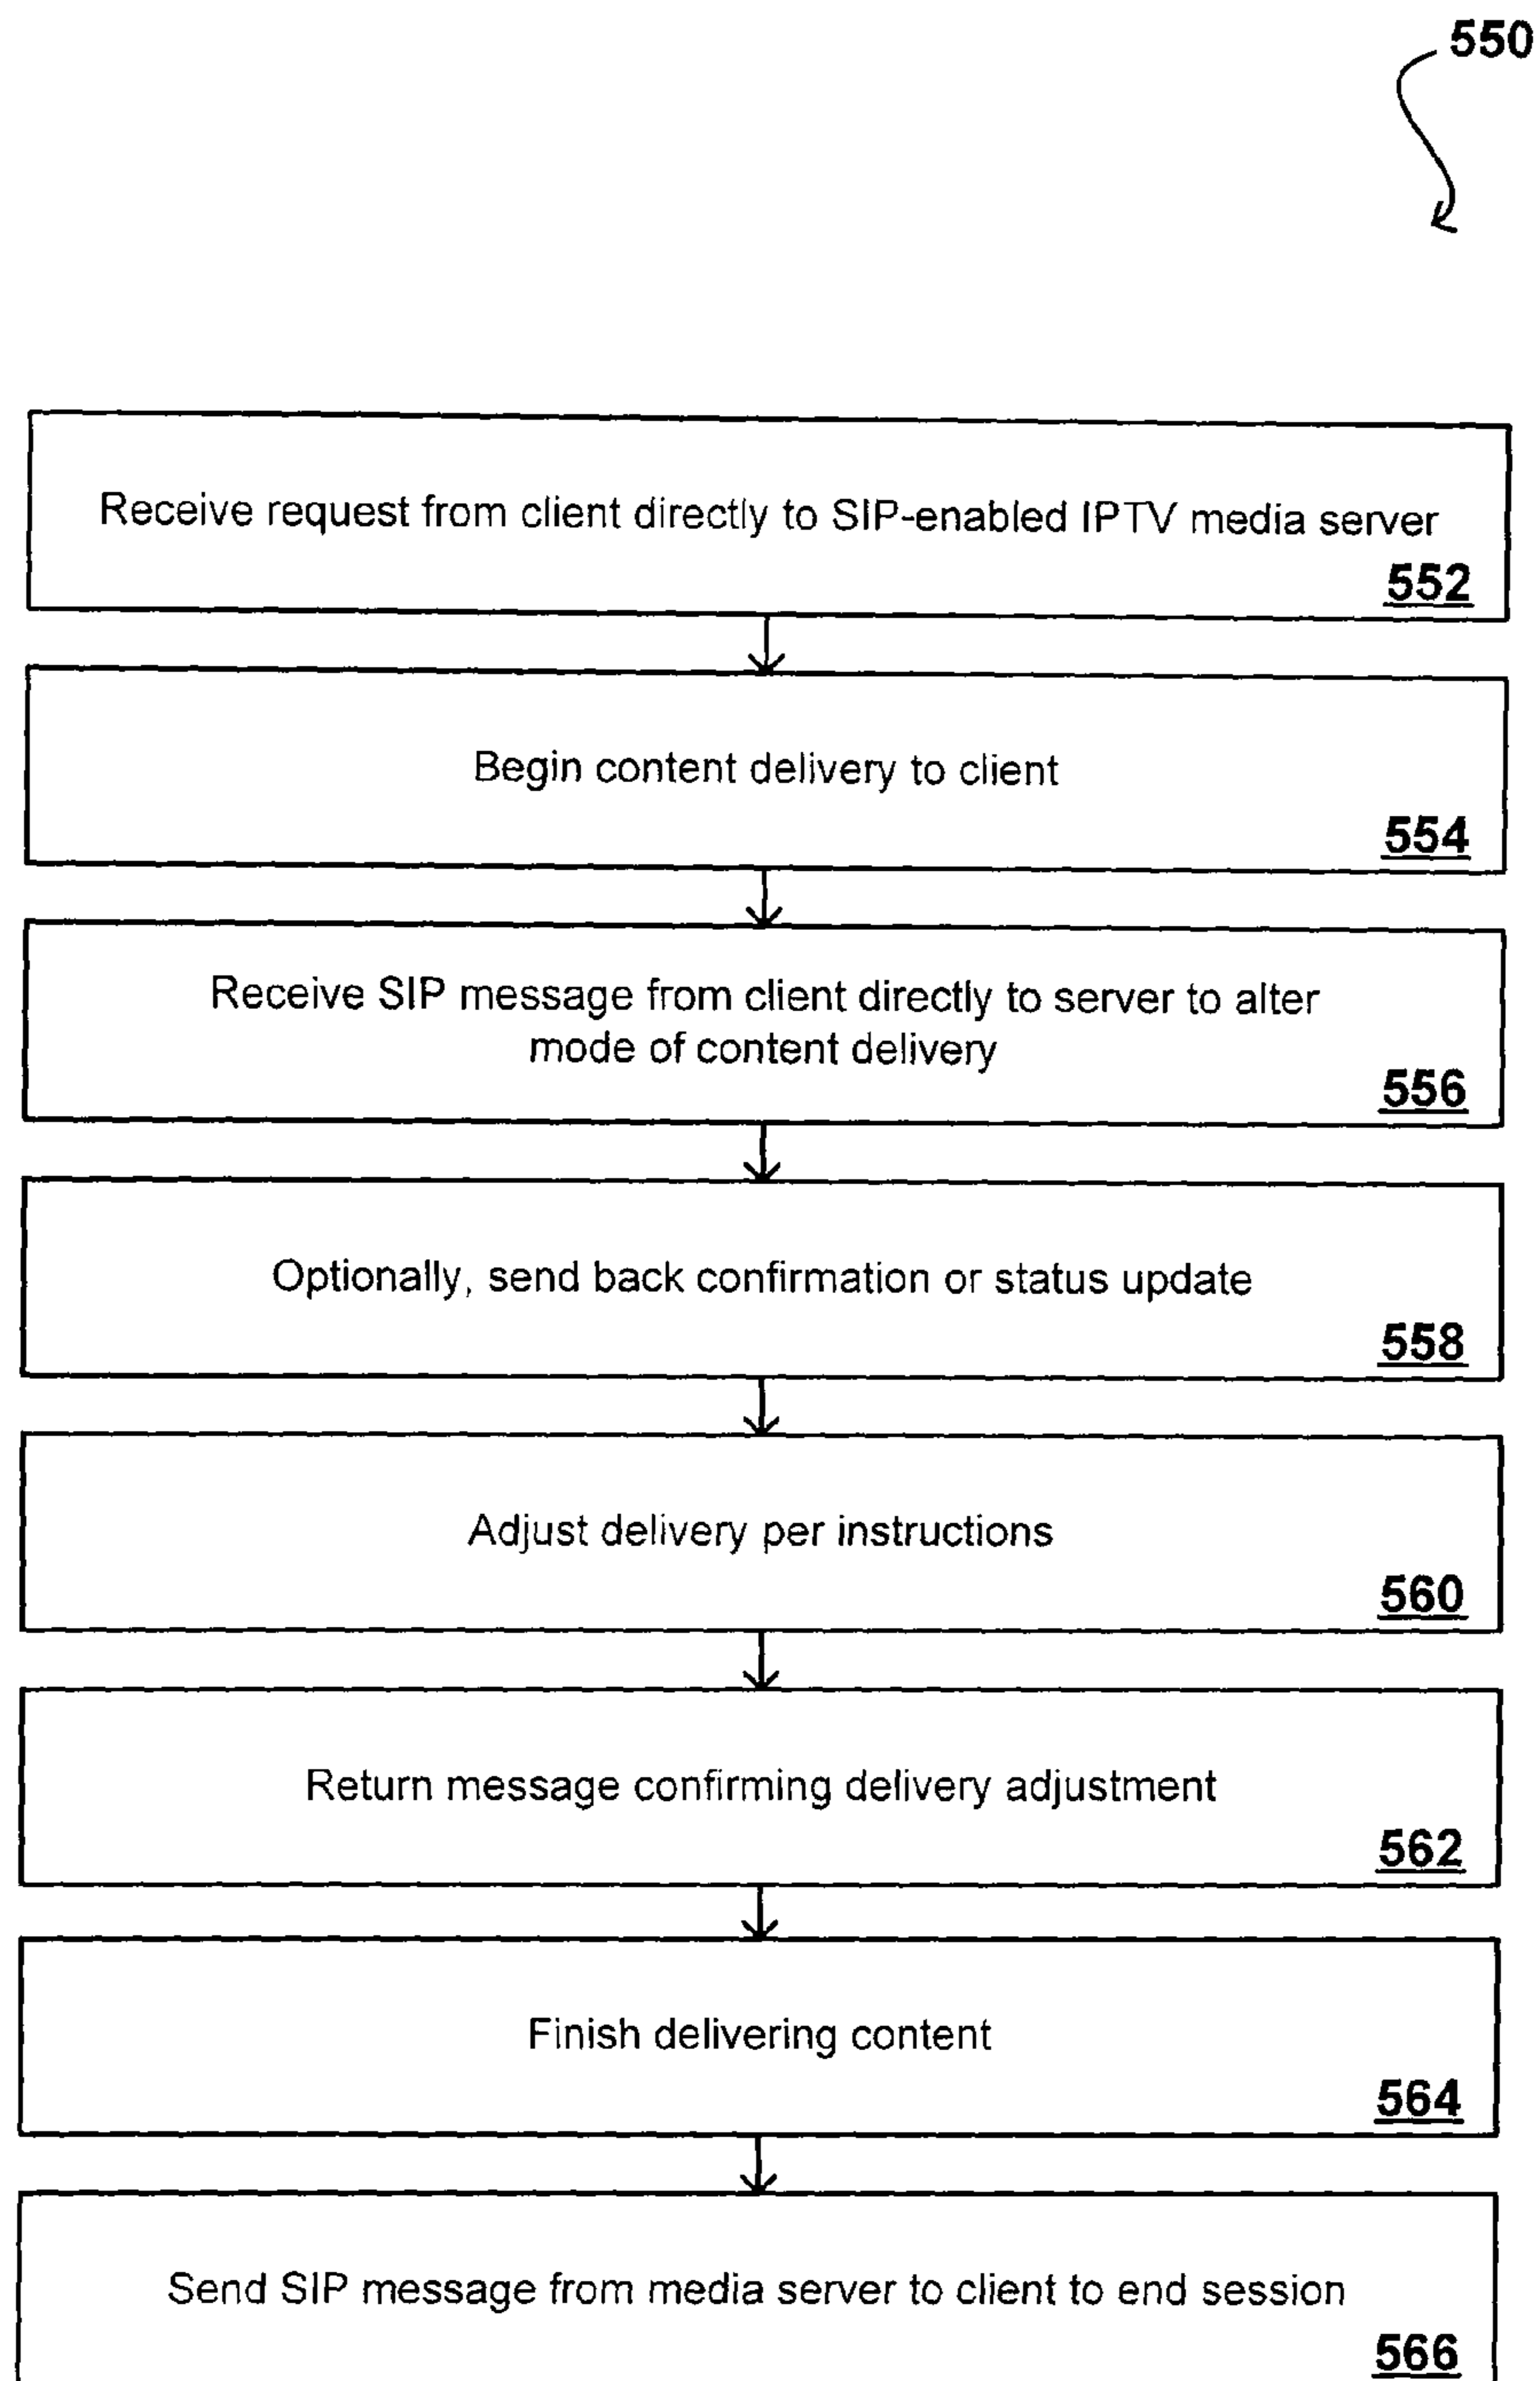 550
Receive request from client directly to SIP-enabled IPTV media server
552
Begin content delivery to client
554
Receive SIP message from client directly to server to alter
mode of content delivery
556
Optionally, send back confirmation or status update
558
Adjust delivery per instructions
560
Return message confirming delivery adjustment
562
Finish delivering content
564
Send SIP message from media server to client to end session
566